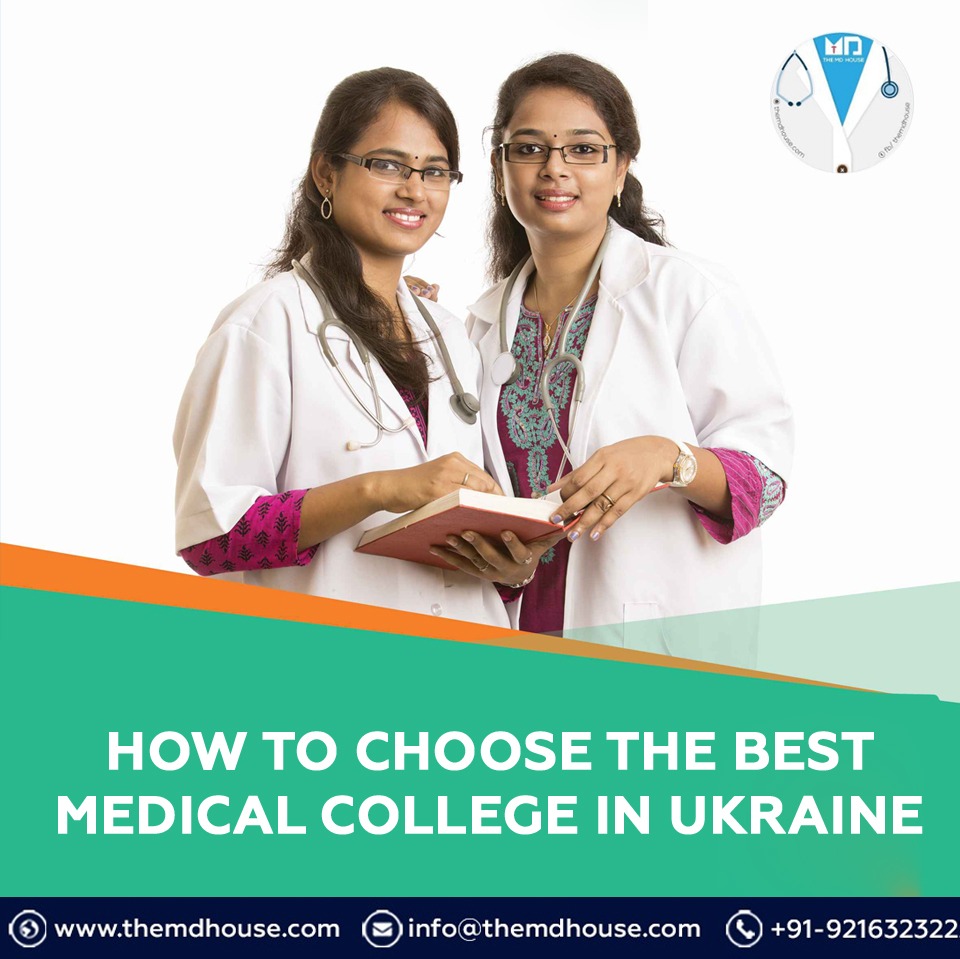 MD
THE MD HOUSE
themdhouse.com
fb/ themdhouse
HOW TO CHOOSE THE BEST
MEDICAL COLLEGE IN UKRAINE
www.themdhouse.com info@themdhouse.com +91-921632322